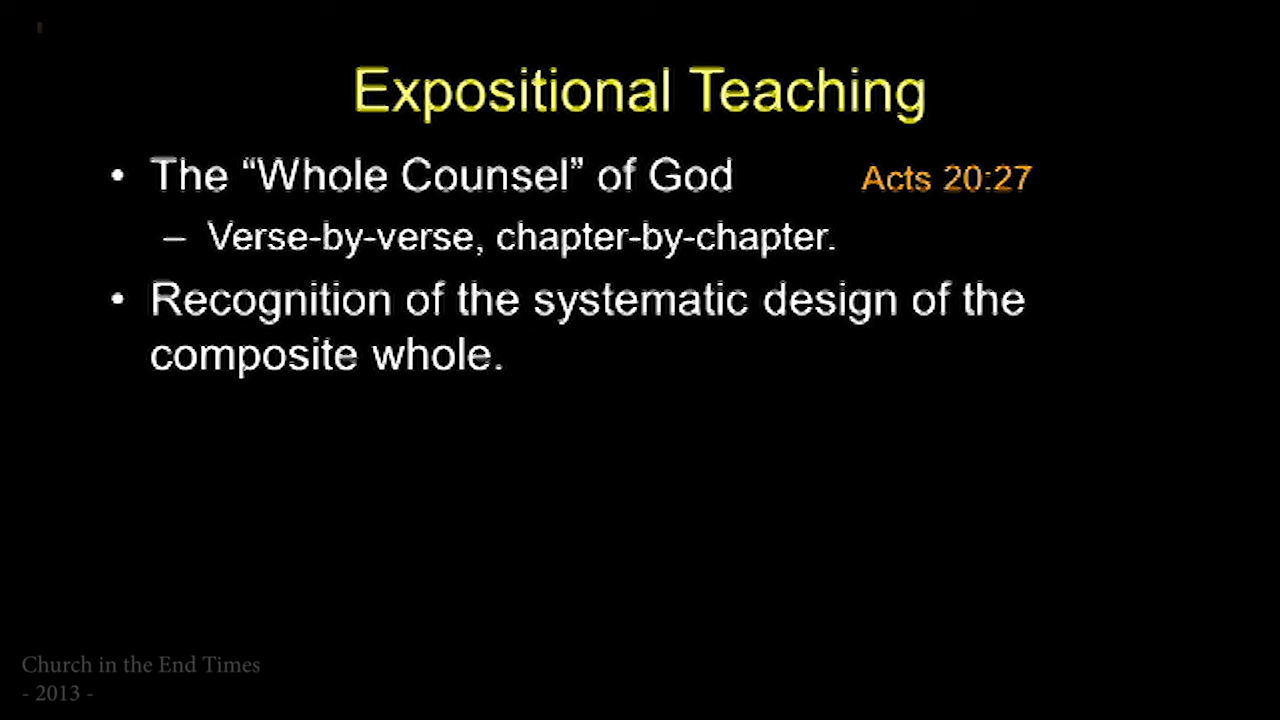 Expositional Teaching
• The “Whole Counsel” of God Acts 20:27
– Verse-by-verse, chapter-by-chapter.
• Recognition of the systematic design of the
composite whole.
Church in the End Times
- 2013 -